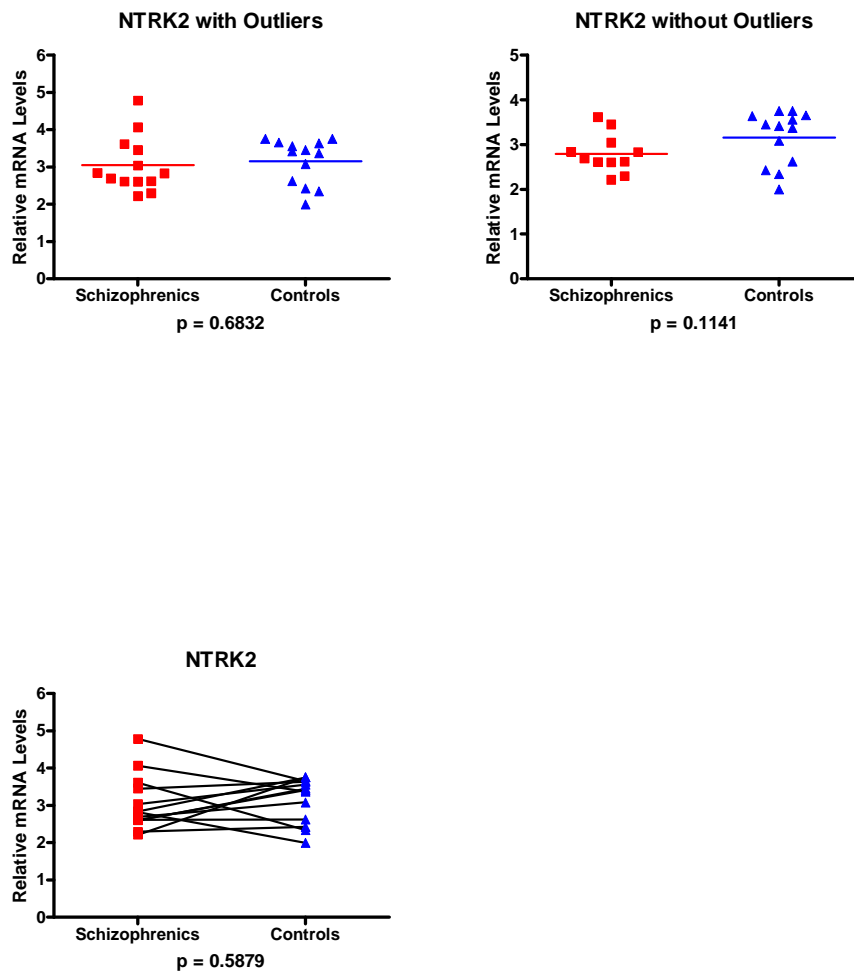 NTRK2 with Outliers
Relative mRNA Levels
6
5
4
3
2
1
0
Schizophrenics Controls
p = 0.6832
NTRK2 without Outliers
Relative mRNA Levels
5
4
3
2
1
0
Schizophrenics Controls
p = 0.1141
NTRK2
Relative mRNA Levels
6
5
4
3
2
1
0
Schizophrenics Controls
p = 0.5879